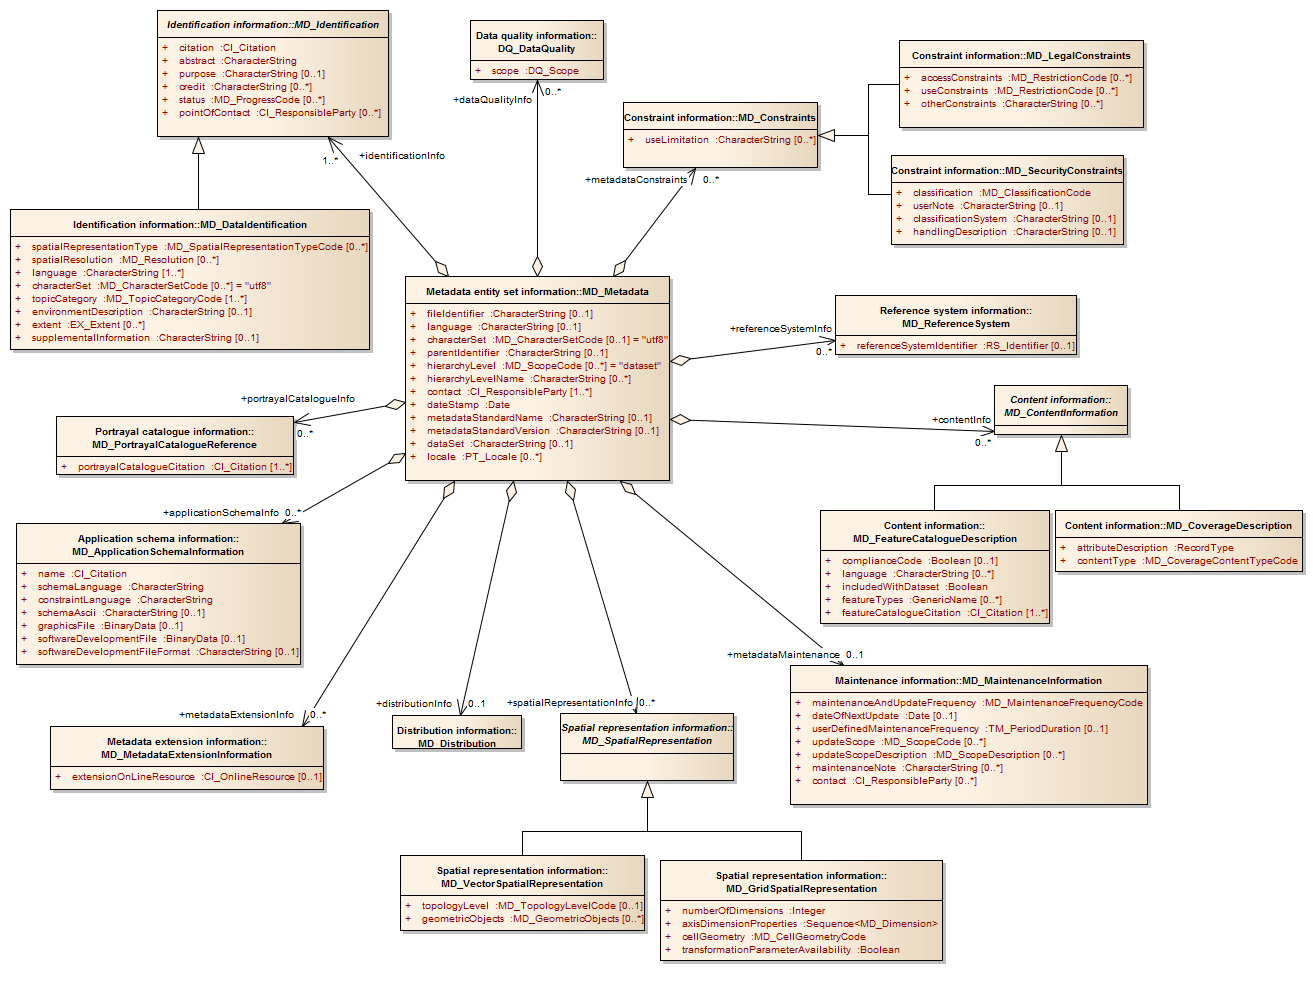 Identification information::MD_Identification
+ citation :CI_Citation
+ abstract :CharacterString
+ purpose :CharacterString [0..1]
+ credit :CharacterString [0..*]
+ status :MD_ProgressCode [0..*]
+ pointOfContact :CI_ResponsibleParty [0..*]
Data quality information::
DQ_DataQuality
+ scope :DQ_Scope
+dataQualityInfo
0..*
Constraint information::MD_LegalConstraints
+ accessConstraints :MD_RestrictionCode [0..*]
+ useConstraints :MD_RestrictionCode [0..*]
+ otherConstraints :CharacterString [0..*]
Constraint information::MD_Constraints
+ useLimitation :CharacterString [0..*]
Constraint information::MD_SecurityConstraints
+ classification :MD_ClassificationCode
+ userNote :CharacterString [0..1]
+ classificationSystem :CharacterString [0..1]
+ handlingDescription :CharacterString [0..1]
1..*
+identificationInfo
+metadataConstraints
0..*
Identification information::MD_DataIdentification
+ spatialRepresentationType :MD_SpatialRepresentationTypeCode [0..*]
+ spatialResolution :MD_Resolution [0..*]
+ language :CharacterString [1..*]
+ characterSet :MD_CharacterSetCode [0..*] = "utf8"
+ topicCategory :MD_TopicCategoryCode [1..*]
+ environmentDescription :CharacterString [0..1]
+ extent :EX_Extent [0..*]
+ supplementalInformation :CharacterString [0..1]
Metadata entity set information::MD_Metadata
+ fileIdentifier :CharacterString [0..1]
+ language :CharacterString [0..1]
+ characterSet :MD_CharacterSetCode [0..1] = "utf8"
+ parentIdentifier :CharacterString [0..1]
+ hierarchyLevel :MD_ScopeCode [0..*] = "dataset"
+ hierarchyLevelName :CharacterString [0..*]
+ contact :CI_ResponsibleParty [1..*]
+ dateStamp :Date
+ metadataStandardName :CharacterString [0..1]
+ metadataStandardVersion :CharacterString [0..1]
+ dataSet :CharacterString [0..1]
+ locale :PT_Locale [0..*]
+referenceSystemInfo
0..*
Reference system information::
MD_ReferenceSystem
+ referenceSystemIdentifier :RS_Identifier [0..1]
+contentInfo
0..*
Content information::
MD_ContentInformation
+portrayalCatalogueInfo
0..*
Portrayal catalogue information::
MD_PortrayalCatalogueReference
+ portrayalCatalogueCitation :CI_Citation [1..*]
+applicationSchemaInfo 0..*
Application schema information::
MD_ApplicationSchemaInformation
+ name :CI_Citation
+ schemaLanguage :CharacterString
+ constraintLanguage :CharacterString
+ schemaAscii :CharacterString [0..1]
+ graphicsFile :BinaryData [0..1]
+ softwareDevelopmentFile :BinaryData [0..1]
+ softwareDevelopmentFileFormat :CharacterString [0..1]
Content information::
MD_FeatureCatalogueDescription
+ complianceCode :Boolean [0..1]
+ language :CharacterString [0..*]
+ includedWithDataset :Boolean
+ featureTypes :GenericName [0..*]
+ featureCatalogueCitation :CI_Citation [1..*]
Content information::MD_CoverageDescription
+ attributeDescription :RecordType
+ contentType :MD_CoverageContentTypeCode
+metadataMaintenance 0..1
Maintenance information::MD_MaintenanceInformation
+ maintenanceAndUpdateFrequency :MD_MaintenanceFrequencyCode
+ dateOfNextUpdate :Date [0..1]
+ userDefinedMaintenanceFrequency :TM_PeriodDuration [0..1]
+ updateScope :MD_ScopeCode [0..*]
+ updateScopeDescription :MD_ScopeDescription [0..*]
+ maintenanceNote :CharacterString [0..*]
+ contact :CI_ResponsibleParty [0..*]
+metadataExtensionInfo
0..*
Metadata extension information::
MD_MetadataExtensionInformation
+ extensionOnLineResource :CI_OnlineResource [0..1]
+distributionInfo
0..1
Distribution information::
MD_Distribution
+spatialRepresentationInfo
0..*
Spatial representation information::
MD_SpatialRepresentation
Spatial representation information::
MD_VectorSpatialRepresentation
+ topologyLevel :MD_TopologyLevelCode [0..1]
+ geometricObjects :MD_GeometricObjects [0..*]
Spatial representation information::
MD_GridSpatialRepresentation
+ numberOfDimensions :Integer
+ axisDimensionProperties :Sequence<MD_Dimension>
+ cellGeometry :MD_CellGeometryCode
+ transformationParameterAvailability :Boolean